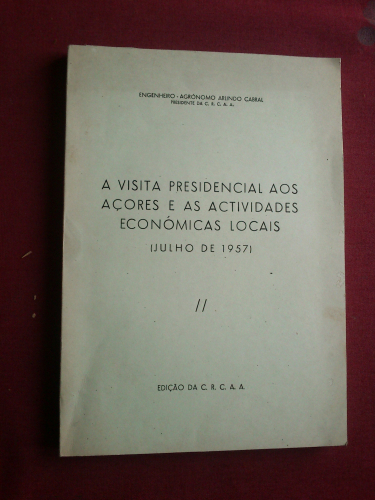 ENGENHEIRO-AGRÓNOMO ARLINDO CABRAL
PRESIDENTE DA C. R. C. A. A.
A VISITA PRESIDENCIAL AOS
AÇORES E AS ACTIVIDADES
ECONÓMICAS LOCAIS
(JULHO DE 1957)
//
EDIÇÃO DA C. R. C. A. A.